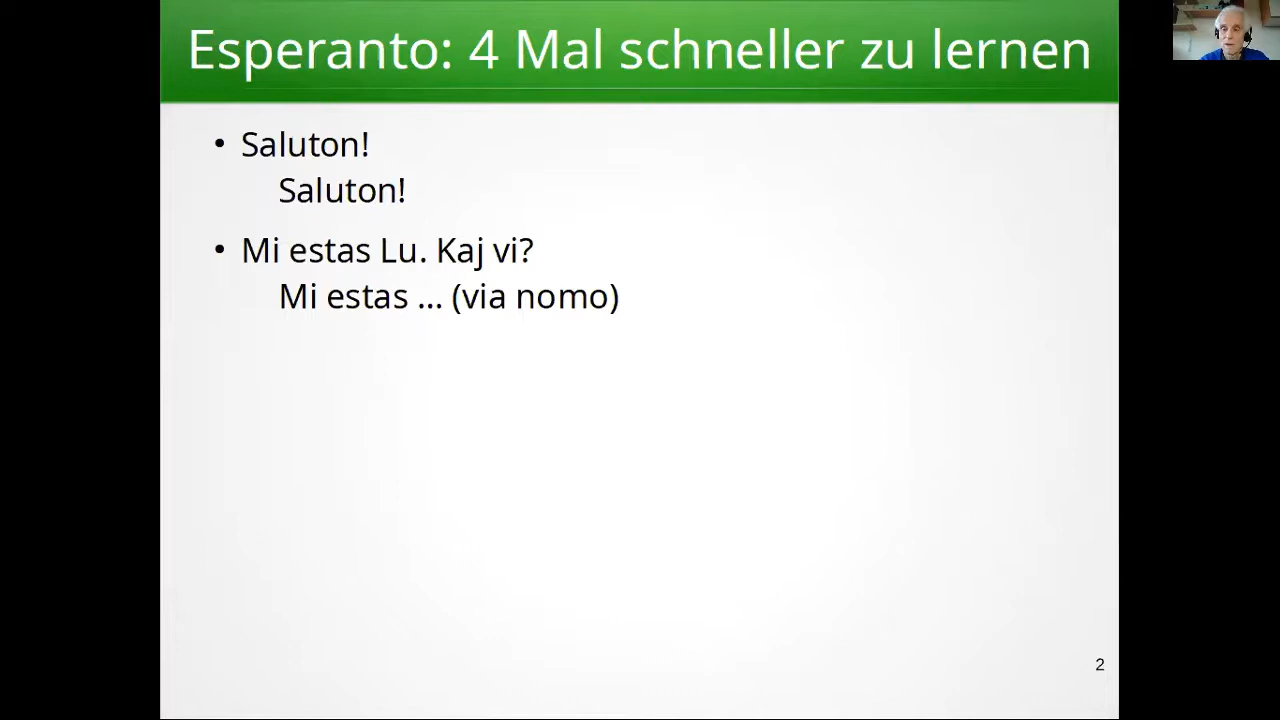 Esperanto: 4 Mal schneller zu lernen
• Saluton!
Saluton!
• Mi estas Lu. Kaj vi?
Mi estas ... (via nomo)
2